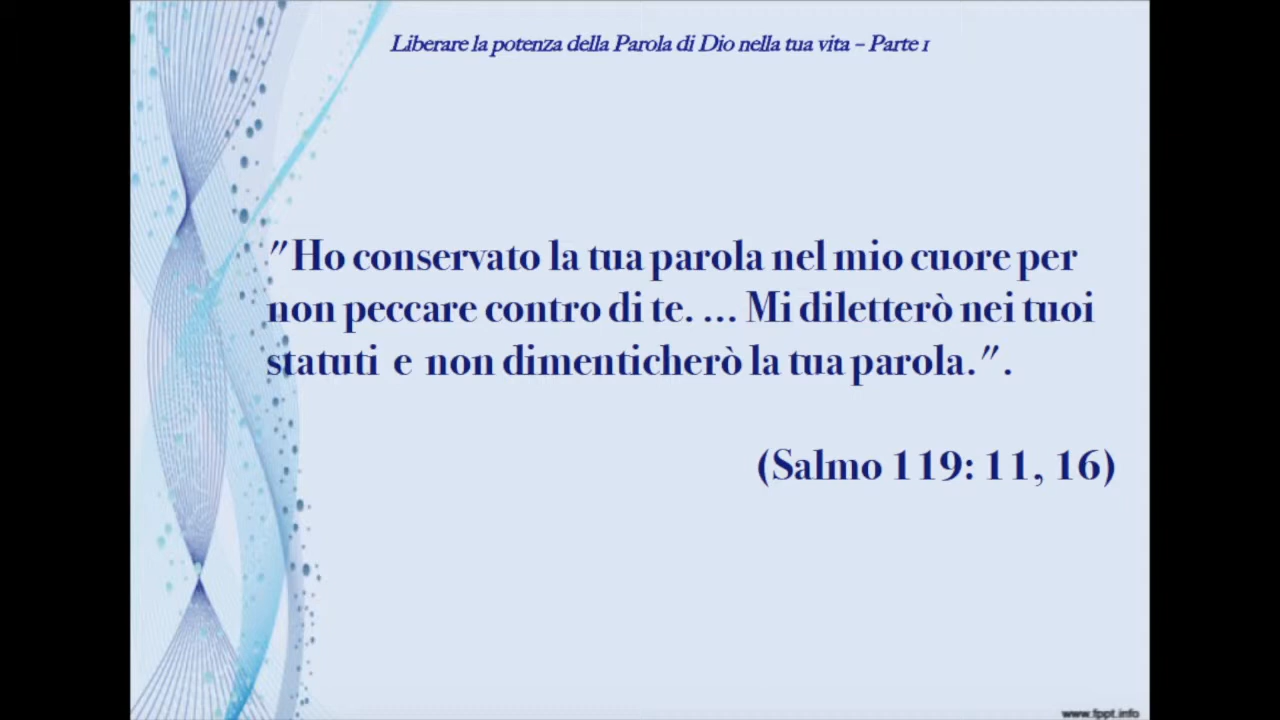 Liberare la potenza della Parola di Dio nella tua vita – Parte 1
"Ho conservato la tua parola nel mio cuore per
non peccare contro di te. ... Mi diletterò nei tuoi
statuti e non dimenticherò la tua parola.".
(Salmo 119: 11, 16)
www.fppt.info